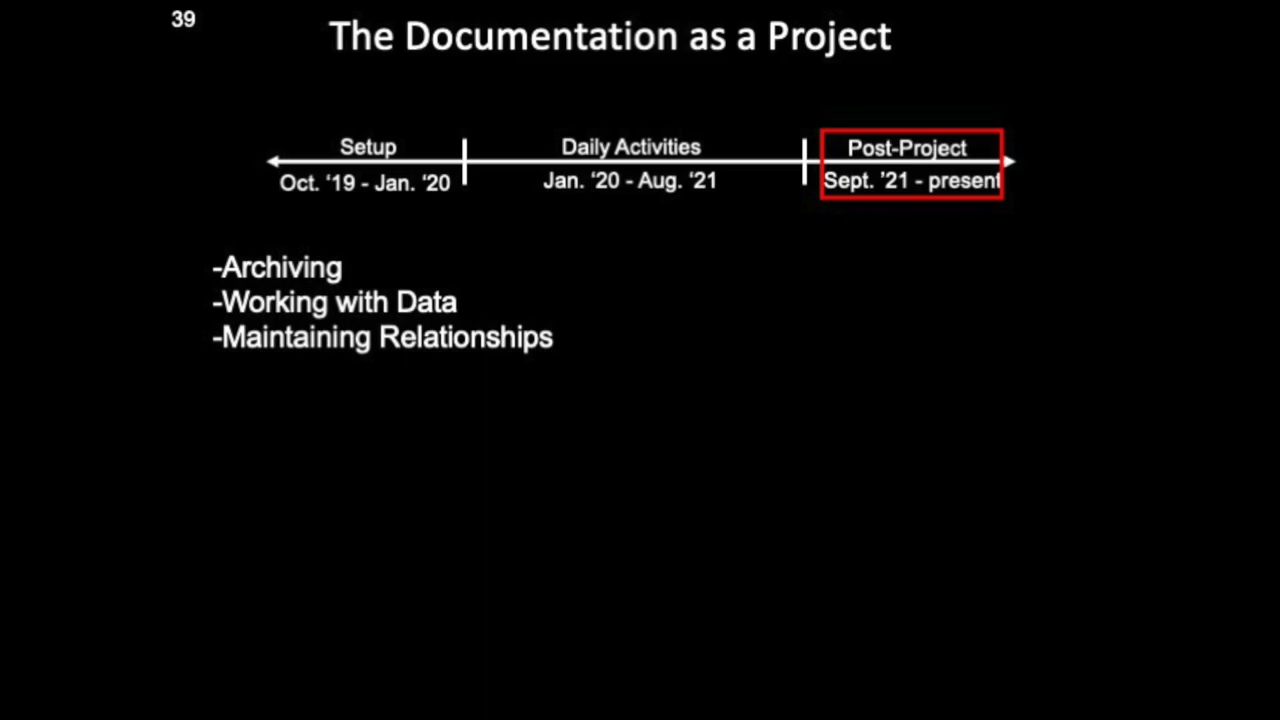 39
The Documentation as a Project
Setup
Daily Activities
Post-Project
Oct. ‘19 - Jan. ‘20
Jan. ‘20 - Aug. ‘21
Sept. ’21 - present
-Archiving
-Working with Data
-Maintaining Relationships